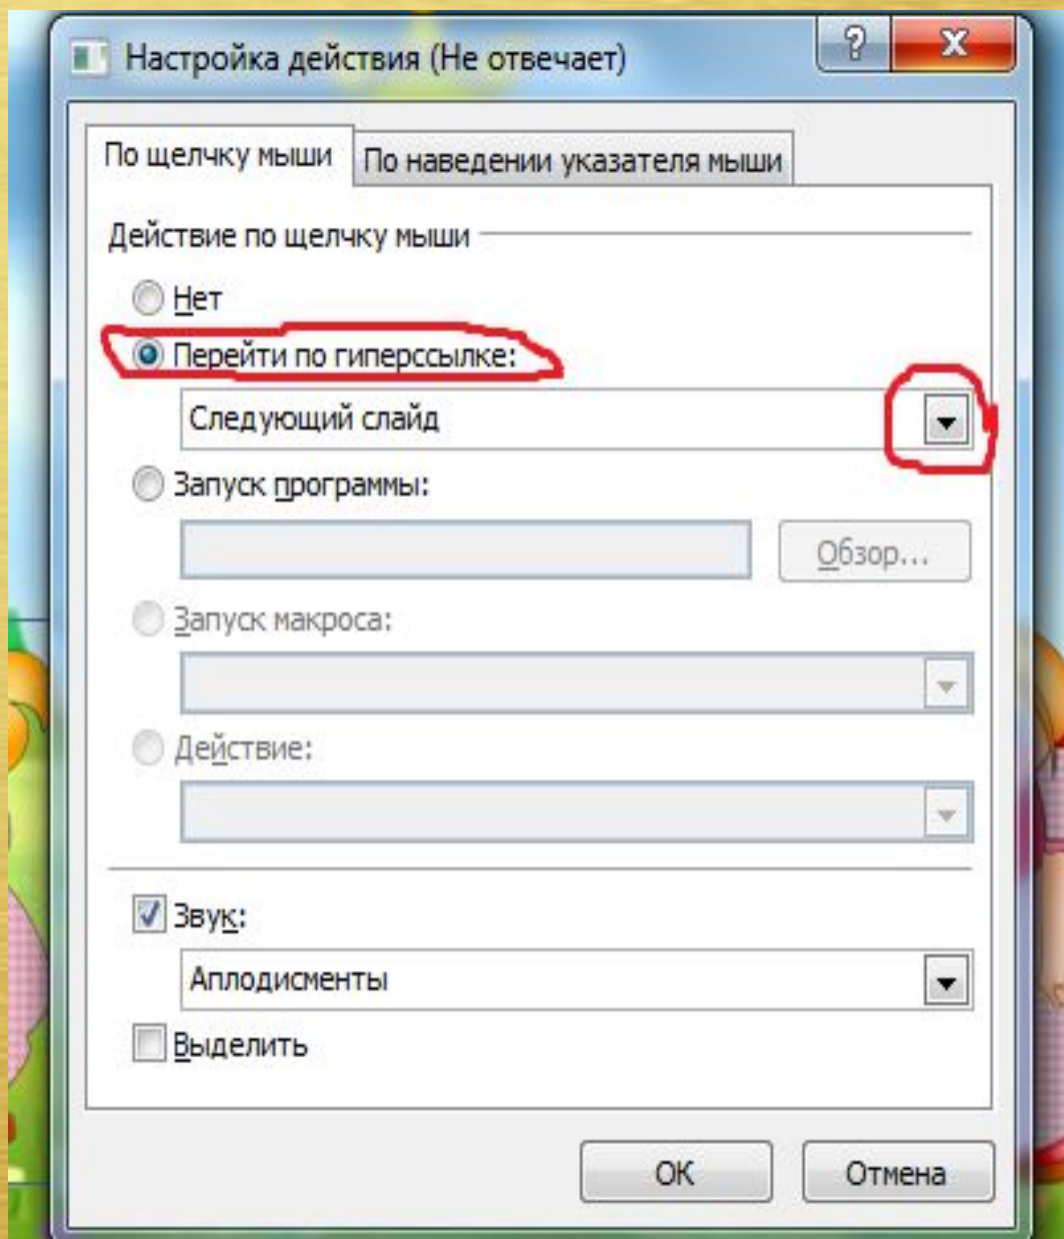 Настройка действия (Не отвечает)
По щелчку мыши
По наведении указателя мыши
Действие по щелчку мыши
Нет
Перейти по гиперссылке:
Следующий слайд
Запуск программы:
Обзор...
Запуск макроса:
Действие:
Звук:
Аплодисменты
Выделить
ОК
Отмена